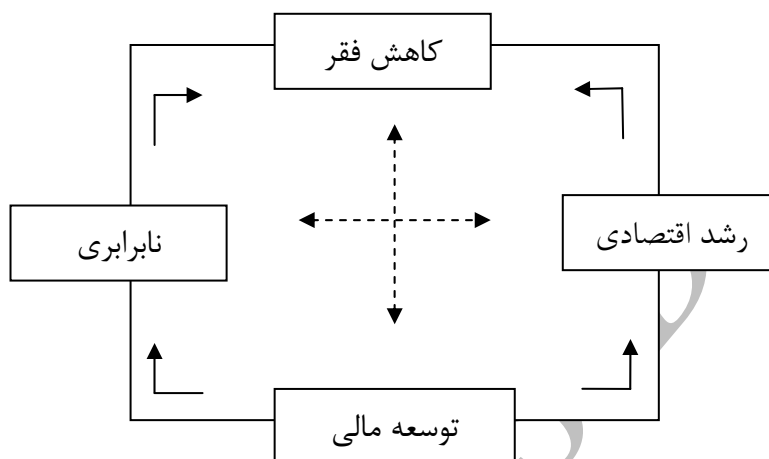 کاهش فقر
رشد اقتصادی
نابرابری
توسعه مالی